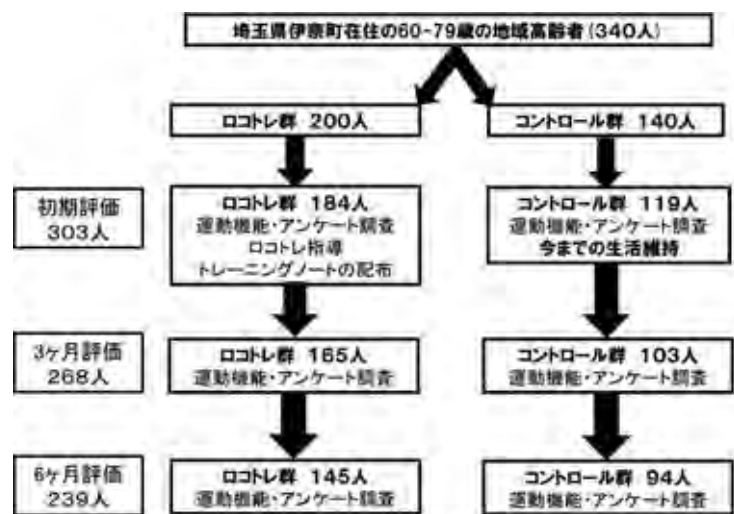 埼玉県伊奈町在住の60-79歳の地域高齢者(340人)
ロコトレ群 200人
コントロール群 140人
初期評価
303人
ロコトレ群 184人
運動機能・アンケート調査
ロコトレ指導
トレーニングノートの配布
コントロール群 119人
運動機能・アンケート調査
今までの生活維持
3ヶ月評価
268人
ロコトレ群 165人
運動機能・アンケート調査
コントロール群 103人
運動機能・アンケート調査
6ヶ月評価
239人
ロコトレ群 145人
運動機能・アンケート調査
コントロール群 94人
運動機能・アンケート調査